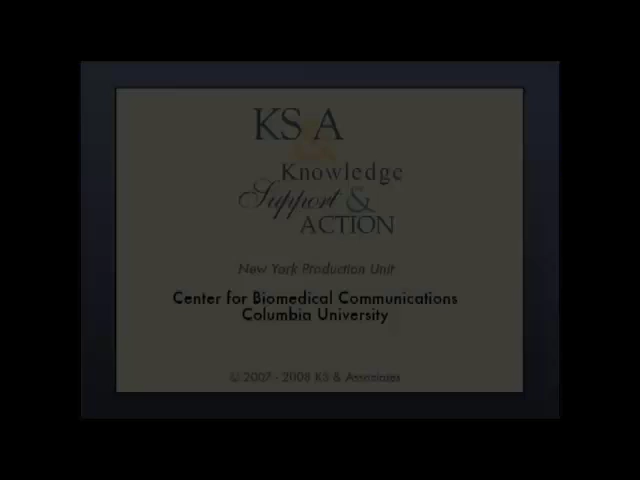 KS&A
Knowledge
Support &
ACTION
New York Production Unit
Center for Biomedical Communications
Columbia University
© 2007 - 2008 KS & Associates